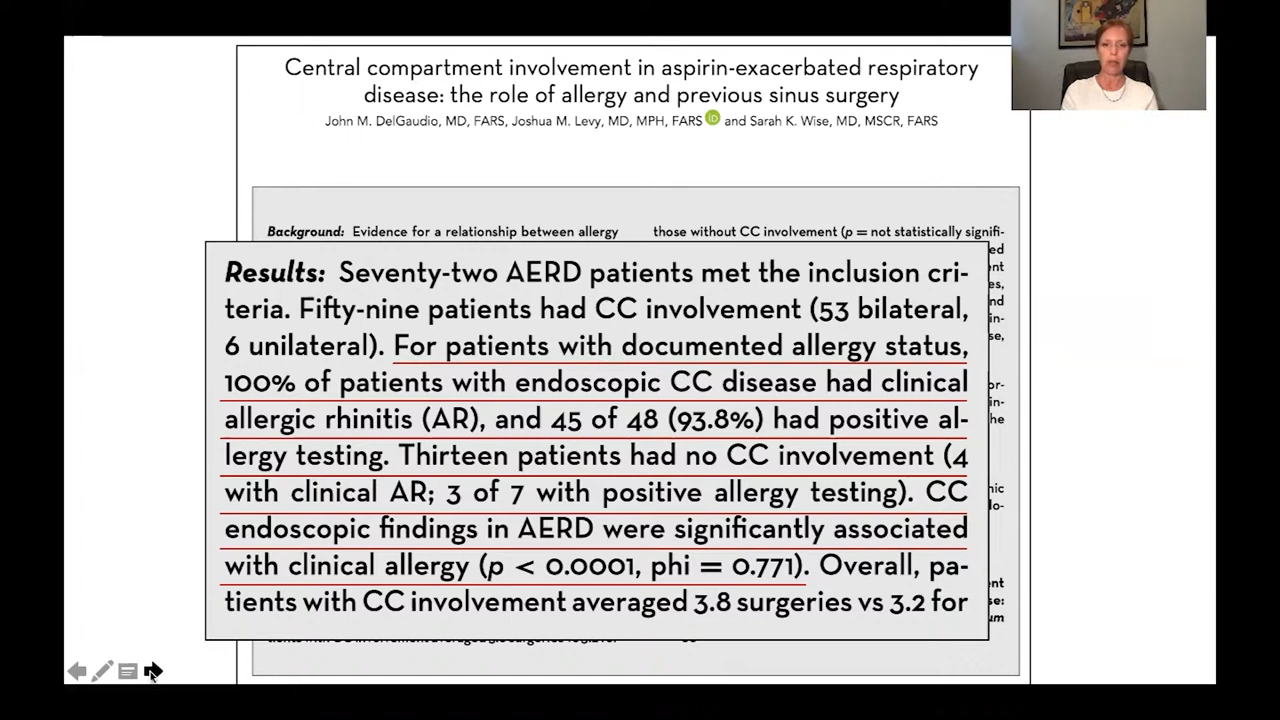 Central compartment involvement in aspirin-exacerbated respiratory
disease: the role of allergy and previous sinus surgery
John M. DelGaudio, MD, FARS, Joshua M. Levy, MD, MPH, FARS iD and Sarah K. Wise, MD, MSCR, FARS
Background: Evidence for a relationship between allergy
those without CC involvement (p = not statistically signifi-
Results: Seventy-two AERD patients met the inclusion cri-
teria. Fifty-nine patients had CC involvement (53 bilateral,
6 unilateral). For patients with documented allergy status,
100% of patients with endoscopic CC disease had clinical
allergic rhinitis (AR), and 45 of 48 (93.8%) had positive al-
lergy testing. Thirteen patients had no CC involvement (4
with clinical AR; 3 of 7 with positive allergy testing). CC
endoscopic findings in AERD were significantly associated
with clinical allergy (p < 0.0001, phi = 0.771). Overall, pa-
tients with CC involvement averaged 3.8 surgeries vs 3.2 for